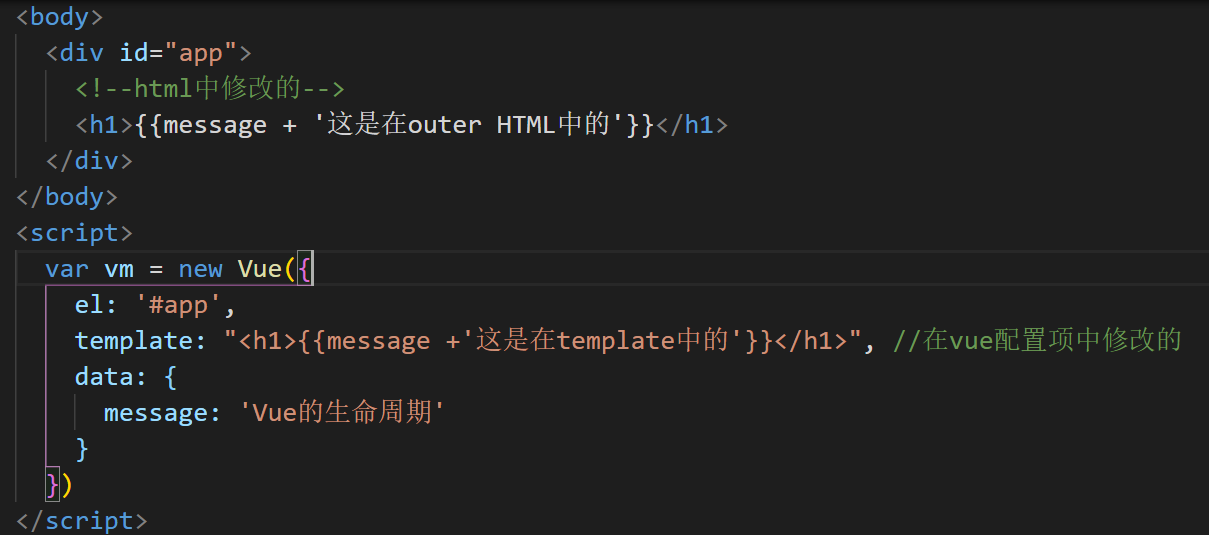 <body>
<div id="app">
<!--html中修改的-->
<h1>{{message + '这是在outer HTML中的'}}</h1>
</div>
</body>
<script>
var vm = new Vue({
el: '#app',
template: "<h1>{{message +'这是在template中的'}}</h1>", //在vue配置项中修改的
data: {
message: 'Vue的生命周期'
}
})
</script>